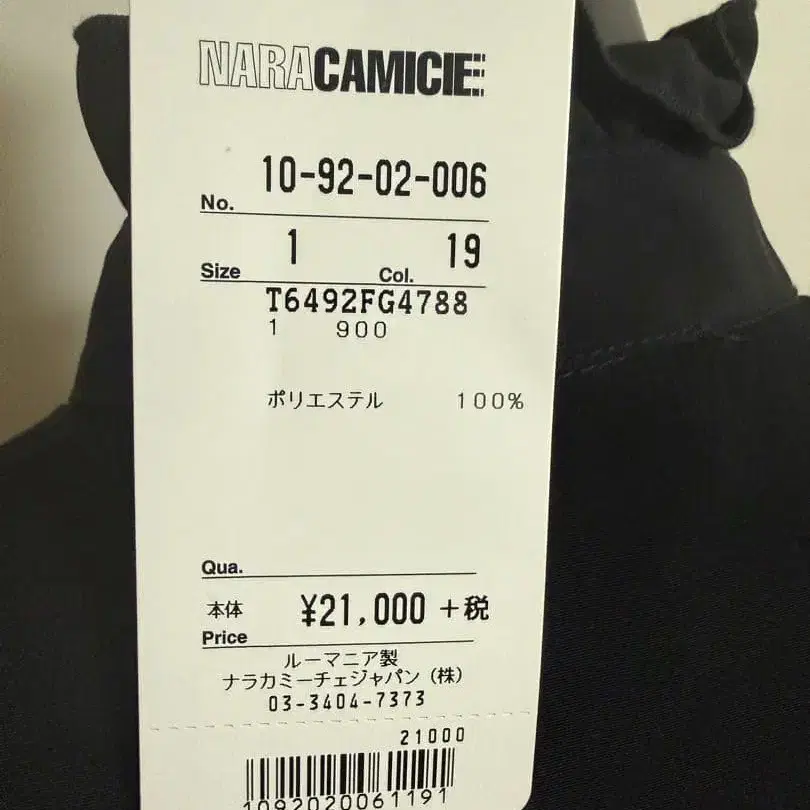 NARACAMICIE
No. 10-92-02-006
Size 1 Col. 19
T6492FG4788
1 900
ポリエステル 100%
Qua.
本体 ¥21,000 +税
Price
ルーマニア製
ナラカミーチェジャパン (株)
03-3404-7373
21000
1092020061191